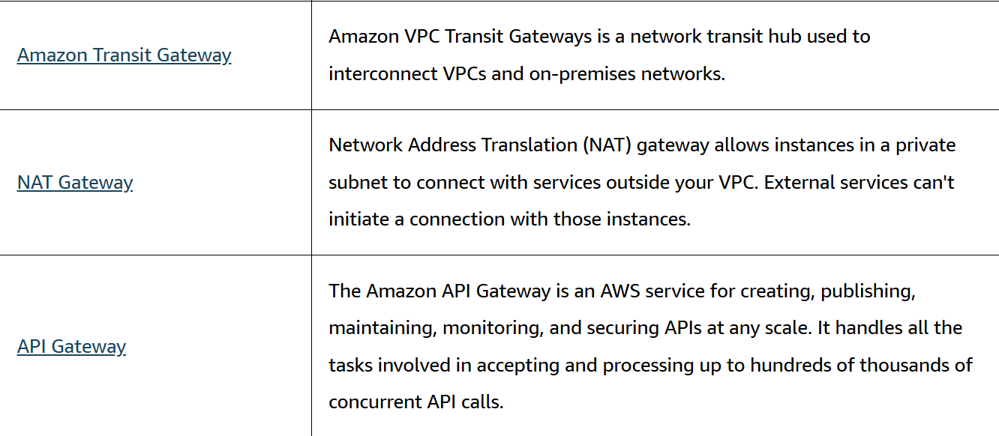 Amazon Transit Gateway
Amazon VPC Transit Gateways is a network transit hub used to
interconnect VPCs and on-premises networks.
NAT Gateway
Network Address Translation (NAT) gateway allows instances in a private
subnet to connect with services outside your VPC. External services can't
initiate a connection with those instances.
API Gateway
The Amazon API Gateway is an AWS service for creating, publishing,
maintaining, monitoring, and securing APIs at any scale. It handles all the
tasks involved in accepting and processing up to hundreds of thousands of
concurrent API calls.